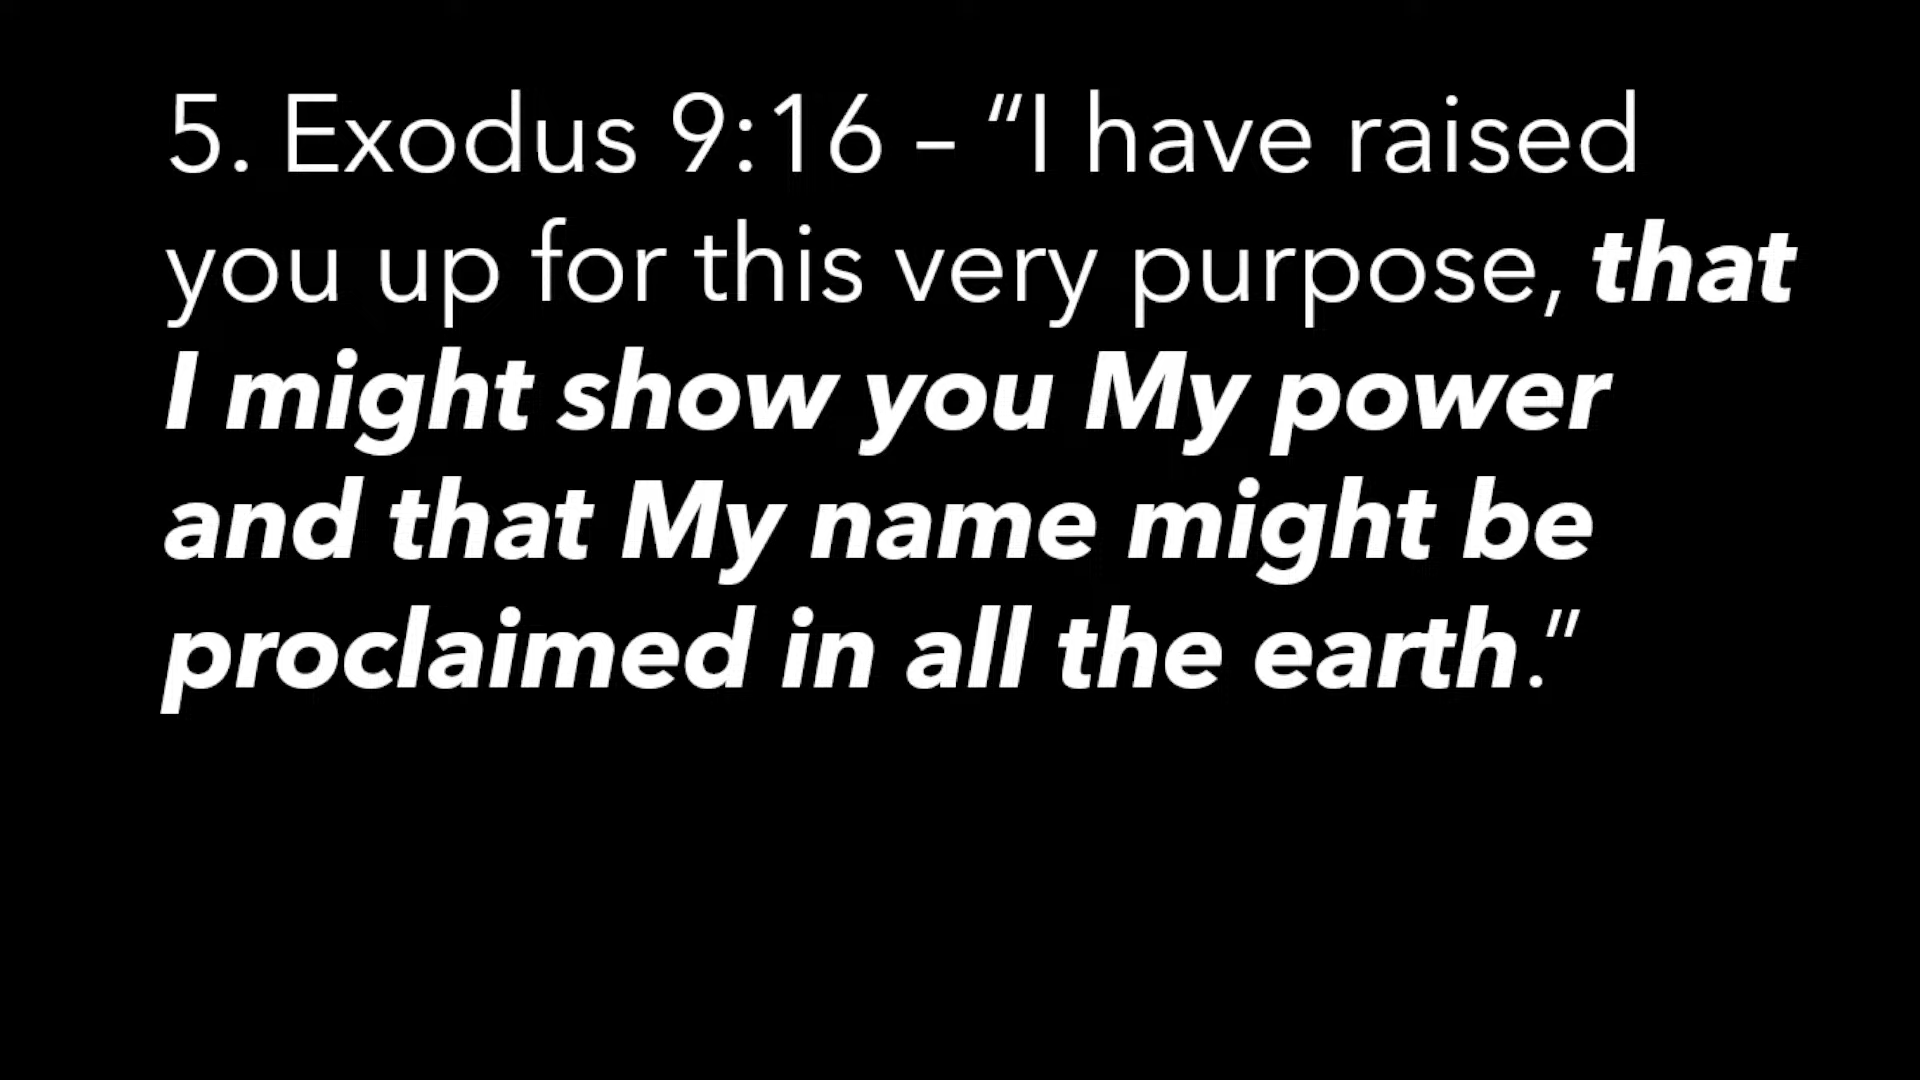 5. Exodus 9:16 – “I have raised
you up for this very purpose, that
I might show you My power
and that My name might be
proclaimed in all the earth.”